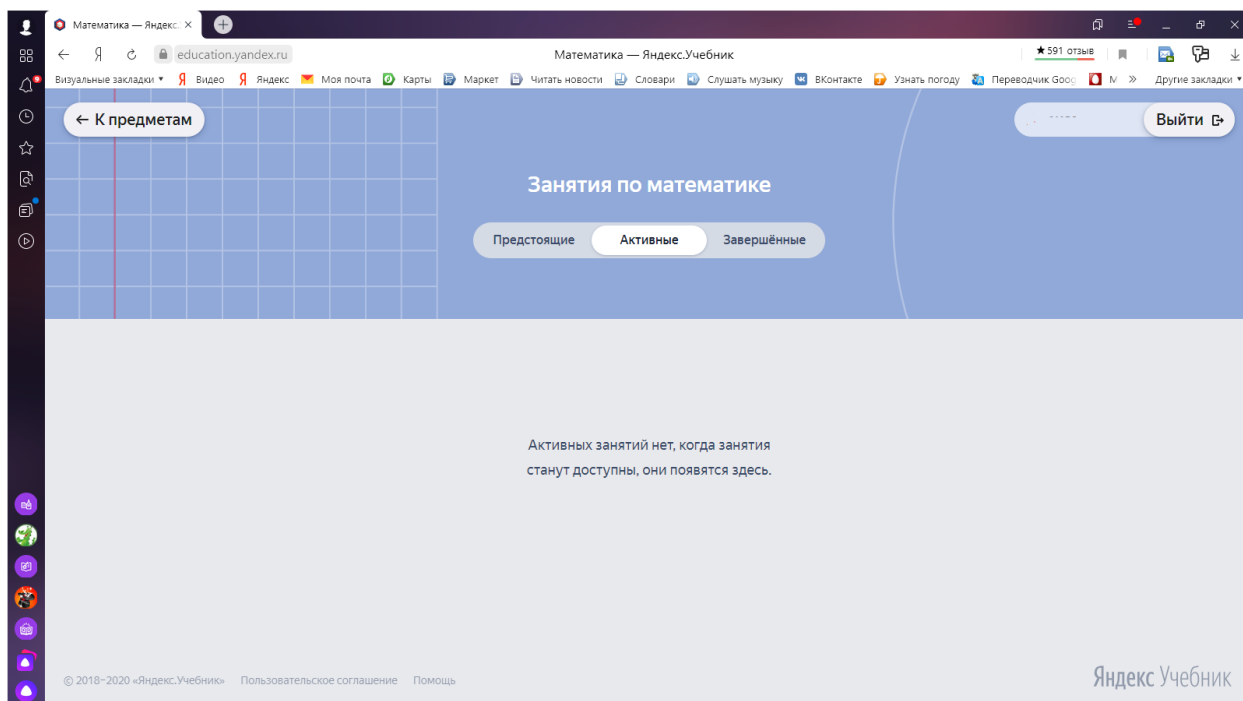 Математика — Яндекс.
education.yandex.ru
Математика — Яндекс.Учебник
★ 591 отзыв
Визуальные закладки ▾ Видео Яндекс Моя почта Карты Маркет Читать новости Словари Слушать музыку ВКонтакте Узнать погоду Переводчик Goog M » Другие закладки ▾
← К предметам
Выйти
Занятия по математике
Предстоящие Активные Завершённые
Активных занятий нет, когда занятия
станут доступны, они появятся здесь.
© 2018–2020 «Яндекс.Учебник» Пользовательское соглашение Помощь
Яндекс Учебник